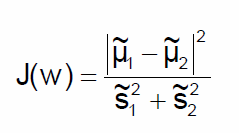 J(w) = |μ̃₁ − μ̃₂|² / (s̃₁² + s̃₂²)